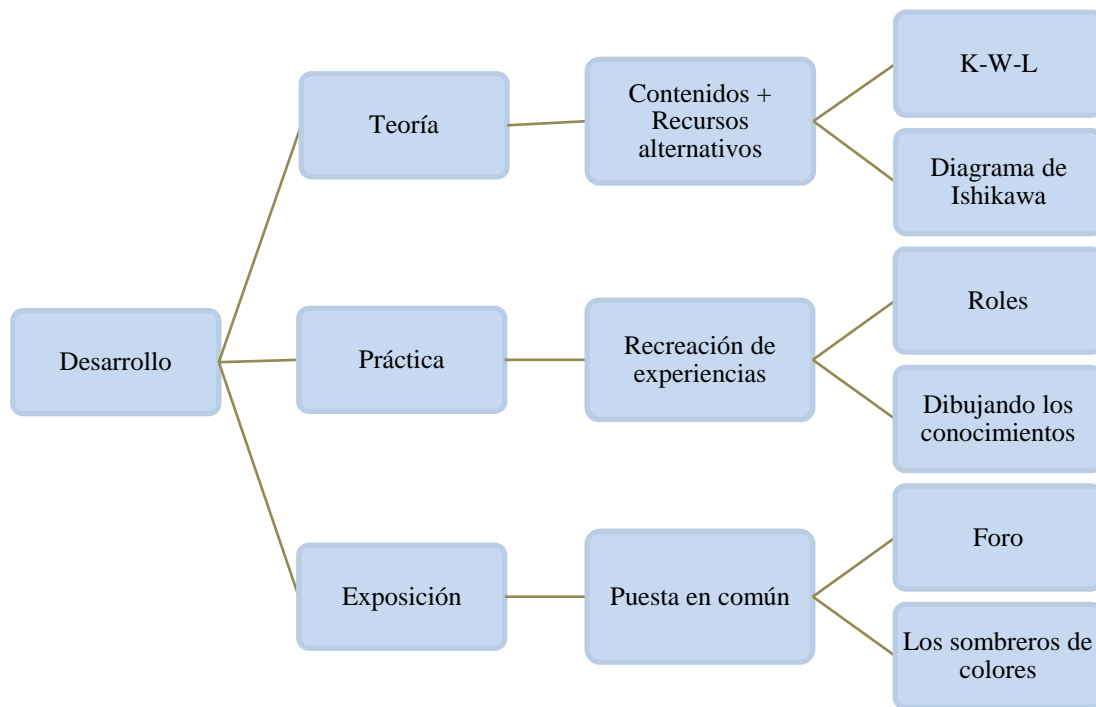 Desarrollo
Teoría
Contenidos +
Recursos
alternativos
K-W-L
Diagrama de
Ishikawa
Práctica
Recreación de
experiencias
Roles
Dibujando los
conocimientos
Exposición
Puesta en común
Foro
Los sombreros de
colores